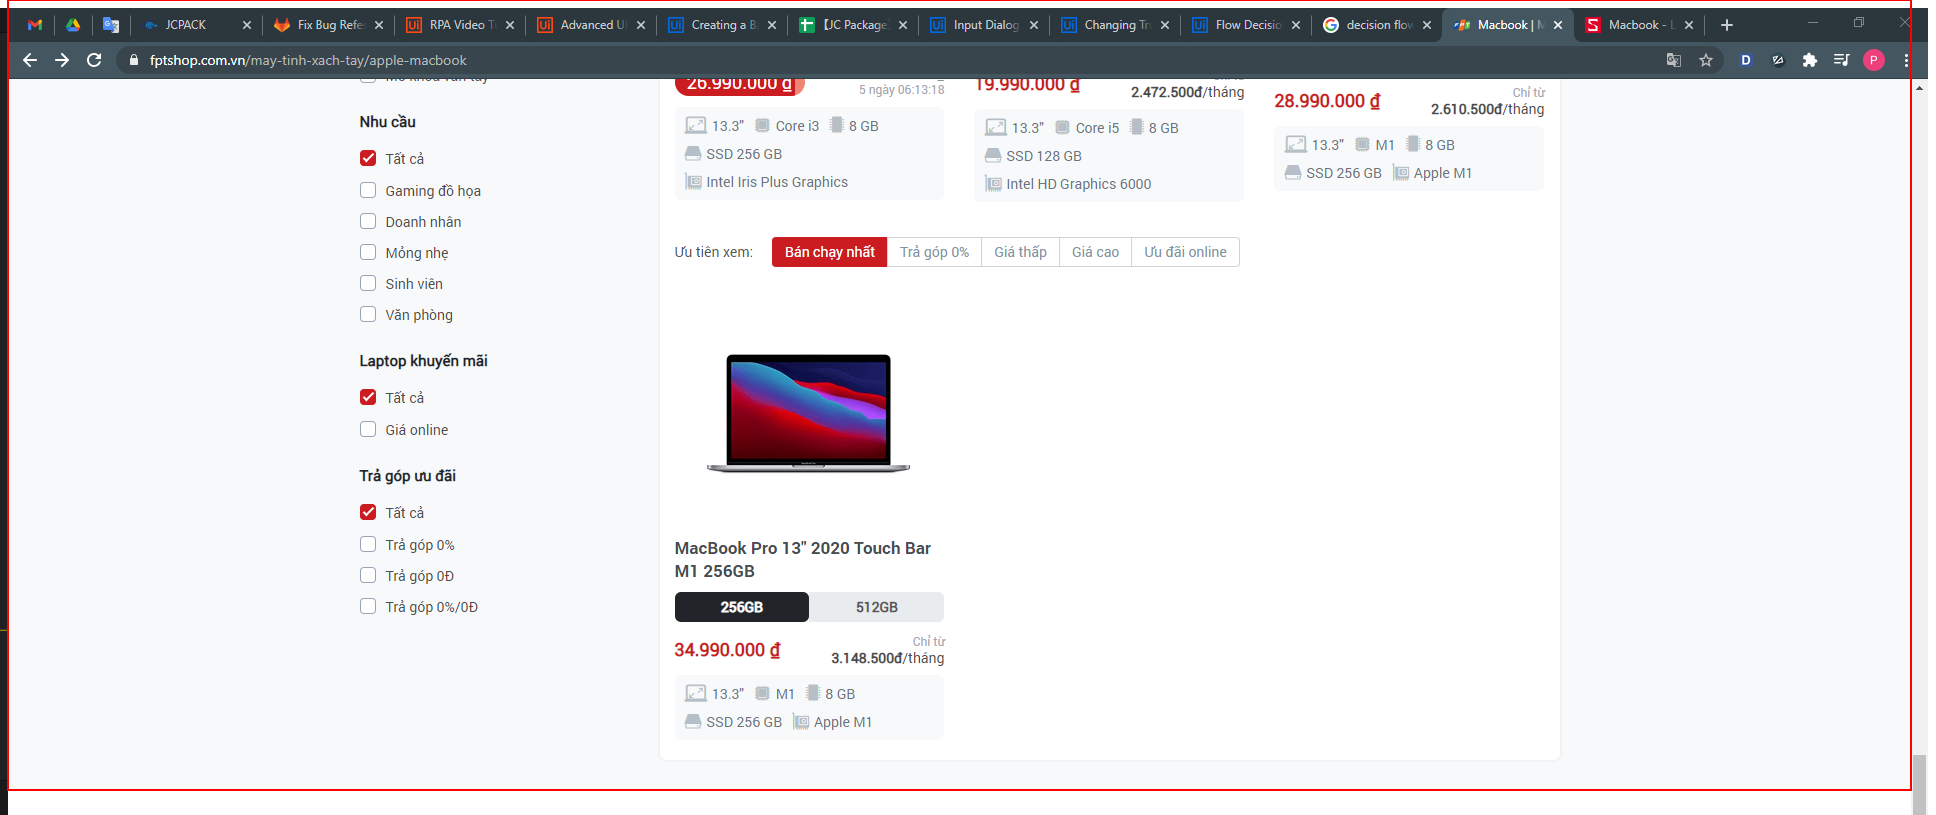 JCPACK
Fix Bug Refe
RPA Video T
Advanced U
Creating a B
【JC Package
Input Dialog
Changing Tr
Flow Decisio
decision flow
Macbook | M
Macbook - L
fptshop.com.vn/may-tinh-xach-tay/apple-macbook
Mở khóa vân tay
Nhu cầu
Tất cả
Gaming đồ họa
Doanh nhân
Mỏng nhẹ
Sinh viên
Văn phòng
Laptop khuyến mãi
Tất cả
Giá online
Trả góp ưu đãi
Tất cả
Trả góp 0%
Trả góp 0Đ
Trả góp 0%/0Đ
26.990.000 ₫
5 ngày 06:13:18
13.3" Core i3 8 GB
SSD 256 GB
Intel Iris Plus Graphics
19.990.000 ₫
Chỉ từ
2.472.500đ/tháng
13.3" Core i5 8 GB
SSD 128 GB
Intel HD Graphics 6000
28.990.000 ₫
Chỉ từ
2.610.500đ/tháng
13.3" M1 8 GB
SSD 256 GB Apple M1
Ưu tiên xem: Bán chạy nhất Trả góp 0% Giá thấp Giá cao Ưu đãi online
MacBook Pro 13" 2020 Touch Bar
M1 256GB
256GB 512GB
34.990.000 ₫
Chỉ từ
3.148.500đ/tháng
13.3" M1 8 GB
SSD 256 GB Apple M1